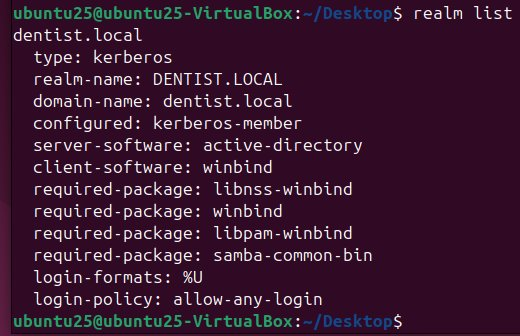 ubuntu25@ubuntu25-VirtualBox:~/Desktop$ realm list
dentist.local
  type: kerberos
  realm-name: DENTIST.LOCAL
  domain-name: dentist.local
  configured: kerberos-member
  server-software: active-directory
  client-software: winbind
  required-package: libnss-winbind
  required-package: winbind
  required-package: libpam-winbind
  required-package: samba-common-bin
  login-formats: %U
  login-policy: allow-any-login
ubuntu25@ubuntu25-VirtualBox:~/Desktop$